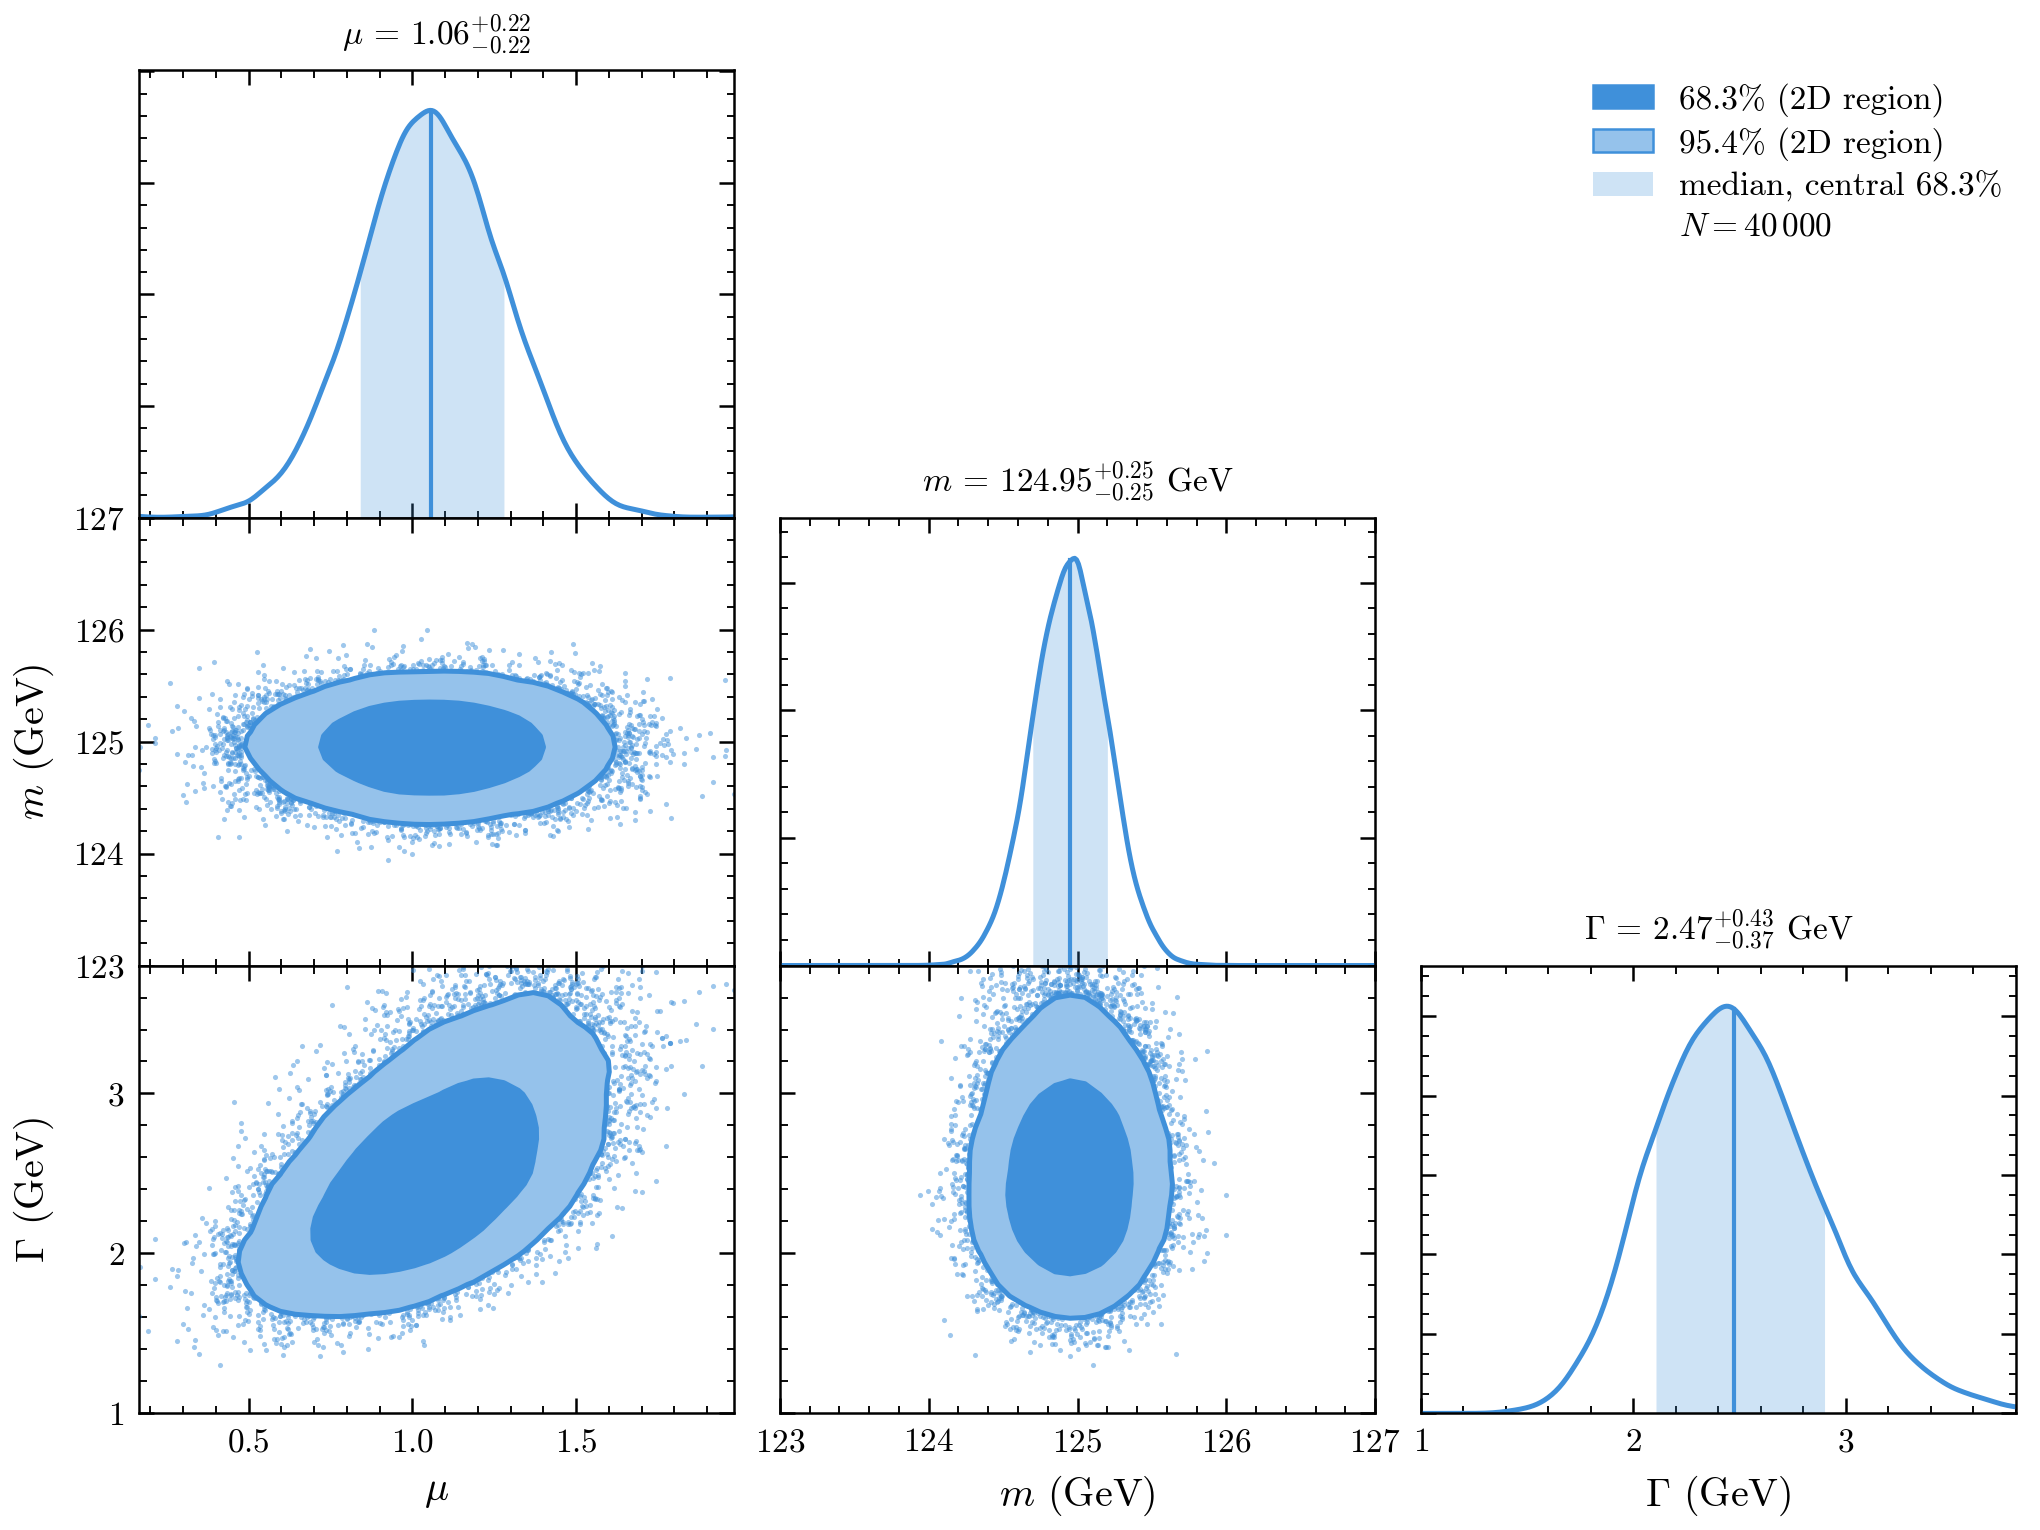 μ = 1.06 +0.22 −0.22
68.3% (2D region)
95.4% (2D region)
median, central 68.3%
N = 40 000
m = 124.95 +0.25 −0.25 GeV
127
126
125
124
123
m (GeV)
Γ = 2.47 +0.43 −0.37 GeV
3
2
1
Γ (GeV)
0.5 1.0 1.5
123 124 125 126 127
1 2 3
μ
m (GeV)
Γ (GeV)